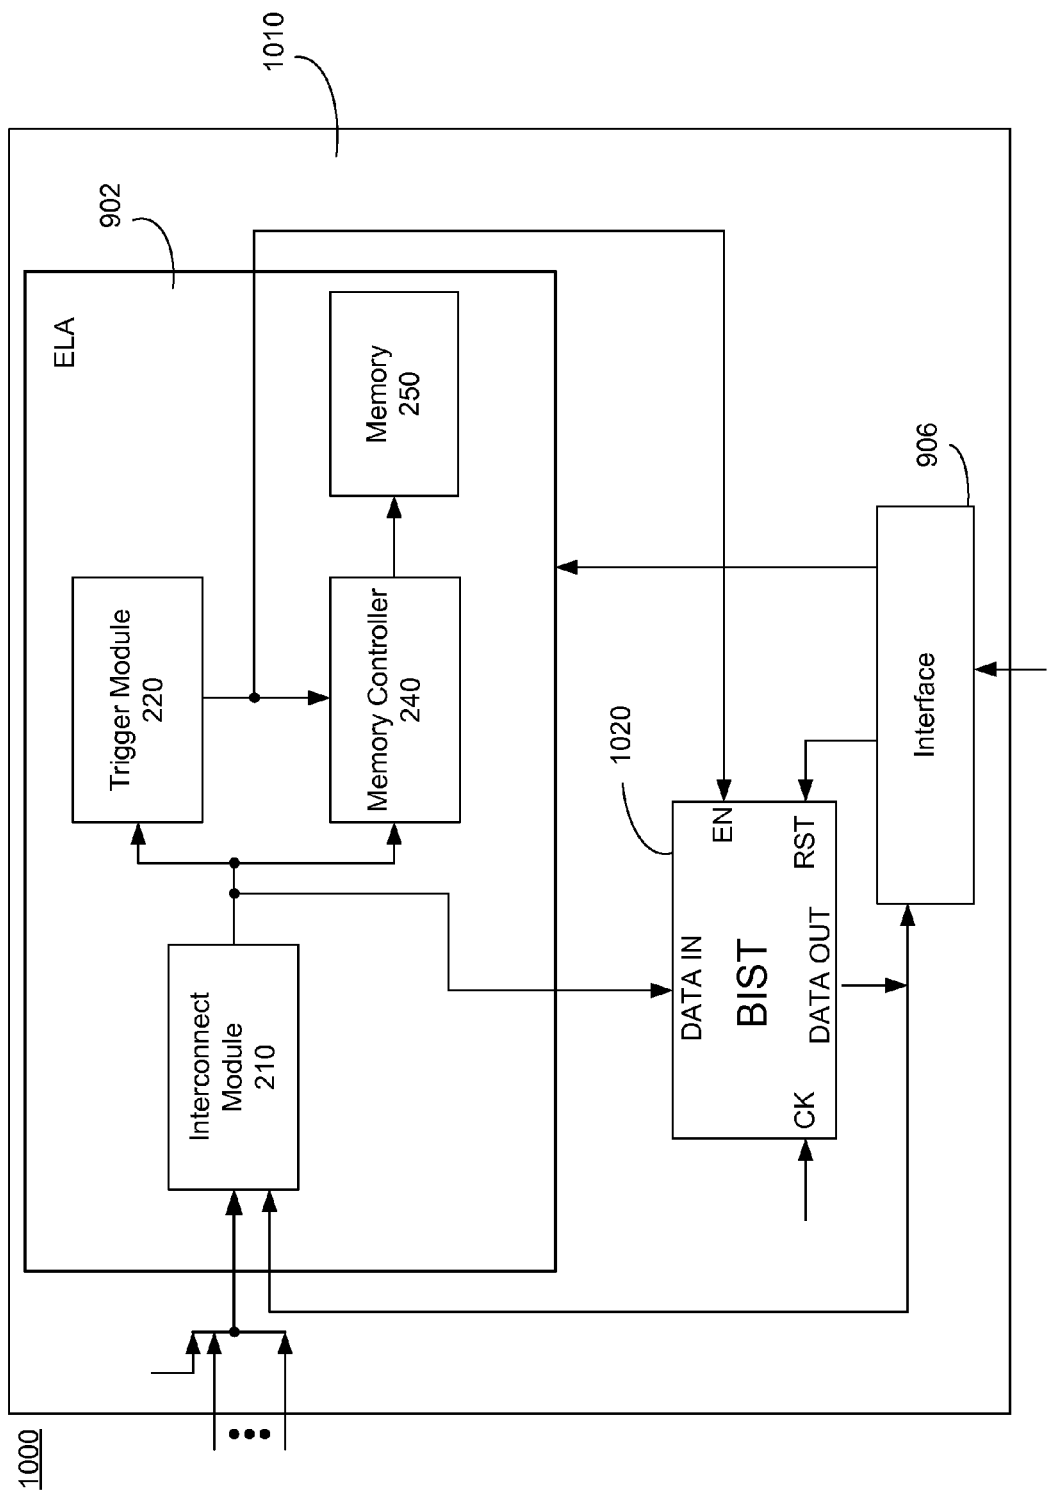 1000
1010
902
ELA
Trigger Module
220
Interconnect
Module
210
Memory Controller
240
Memory
250
1020
DATA IN
EN
BIST
CK
DATA OUT
RST
Interface
906